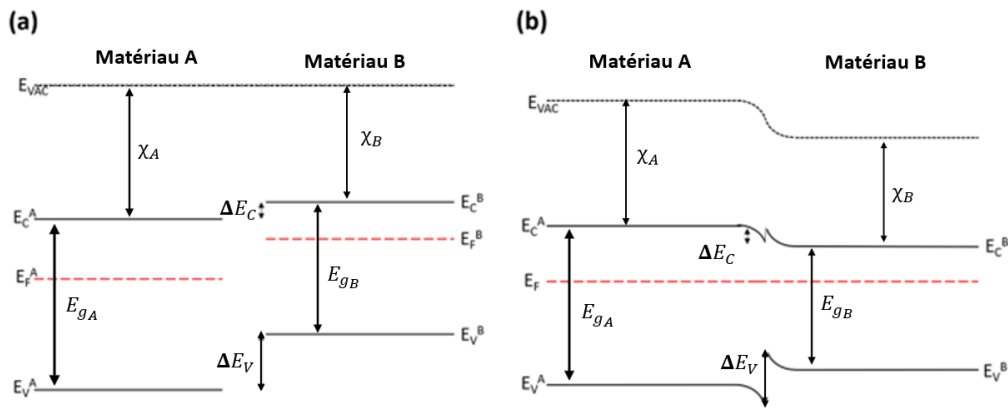 (a)
Matériau A
Matériau B
E_VAC
χ_A
χ_B
E_C^A
ΔE_C
E_C^B
E_F^B
E_F^A
E_gA
E_gB
E_V^B
ΔE_V
E_V^A
(b)
Matériau A
Matériau B
E_VAC
χ_A
χ_B
E_C^A
ΔE_C
E_C^B
E_F
E_gA
E_gB
ΔE_V
E_V^B
E_V^A